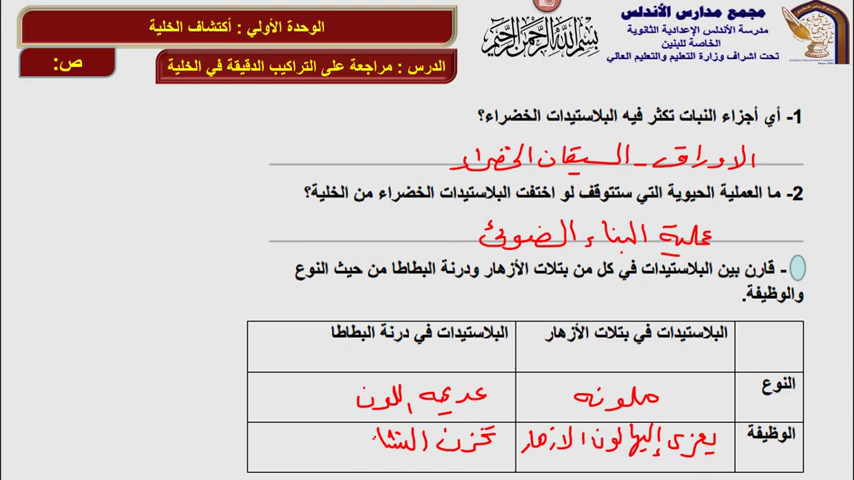 مجمع مدارس الأندلس
مدرسة الأندلس الإعدادية الثانوية
الخاصة للبنين
تحت اشراف وزارة التعليم والتعليم العالي
بسم الله الرحمن الرحيم
الوحدة الأولي : أكتشاف الخلية
الدرس : مراجعة على التراكيب الدقيقة في الخلية
ص:
1- أي أجزاء النبات تكثر فيه البلاستيدات الخضراء؟
الاوراق - السيقان الخضراء
2- ما العملية الحيوية التي ستتوقف لو اختفت البلاستيدات الخضراء من الخلية؟
عملية البناء الضوئي
- قارن بين البلاستيدات في كل من بتلات الأزهار ودرنة البطاطا من حيث النوع
والوظيفة.
البلاستيدات في بتلات الأزهار البلاستيدات في درنة البطاطا
النوع ملونه عديمه اللون
الوظيفة يعزى إليها لون الازهار تخزن النشا